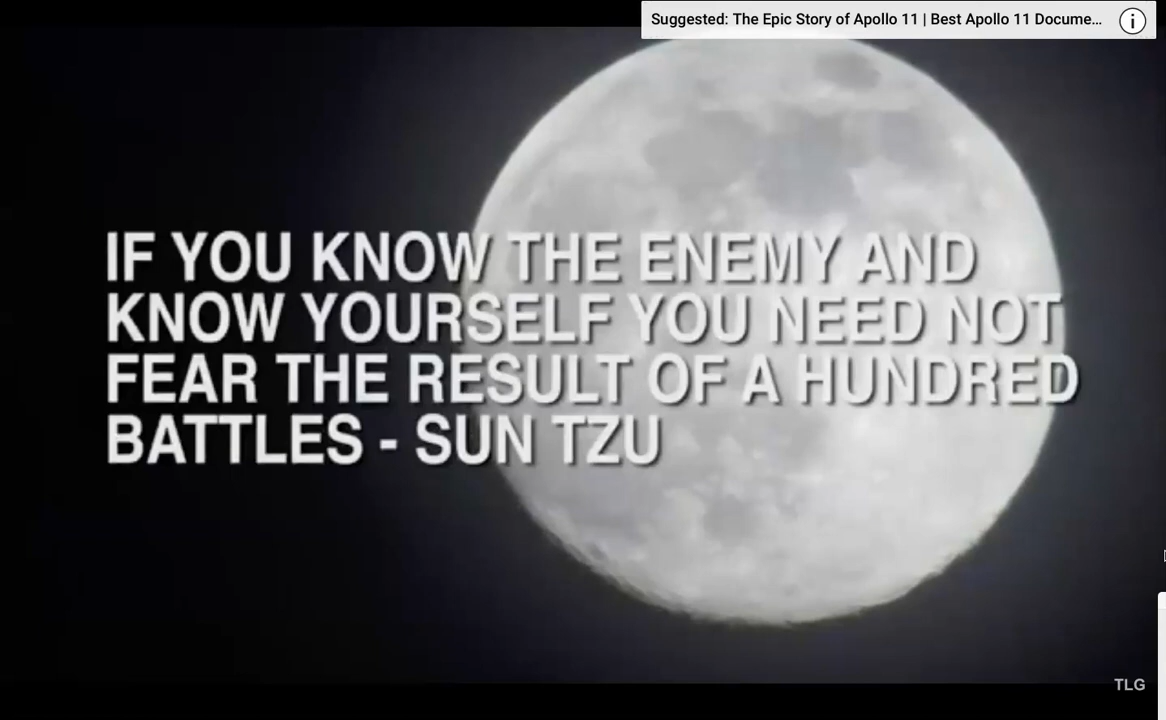 Suggested: The Epic Story of Apollo 11 | Best Apollo 11 Docume...
IF YOU KNOW THE ENEMY AND
KNOW YOURSELF YOU NEED NOT
FEAR THE RESULT OF A HUNDRED
BATTLES - SUN TZU
TLG